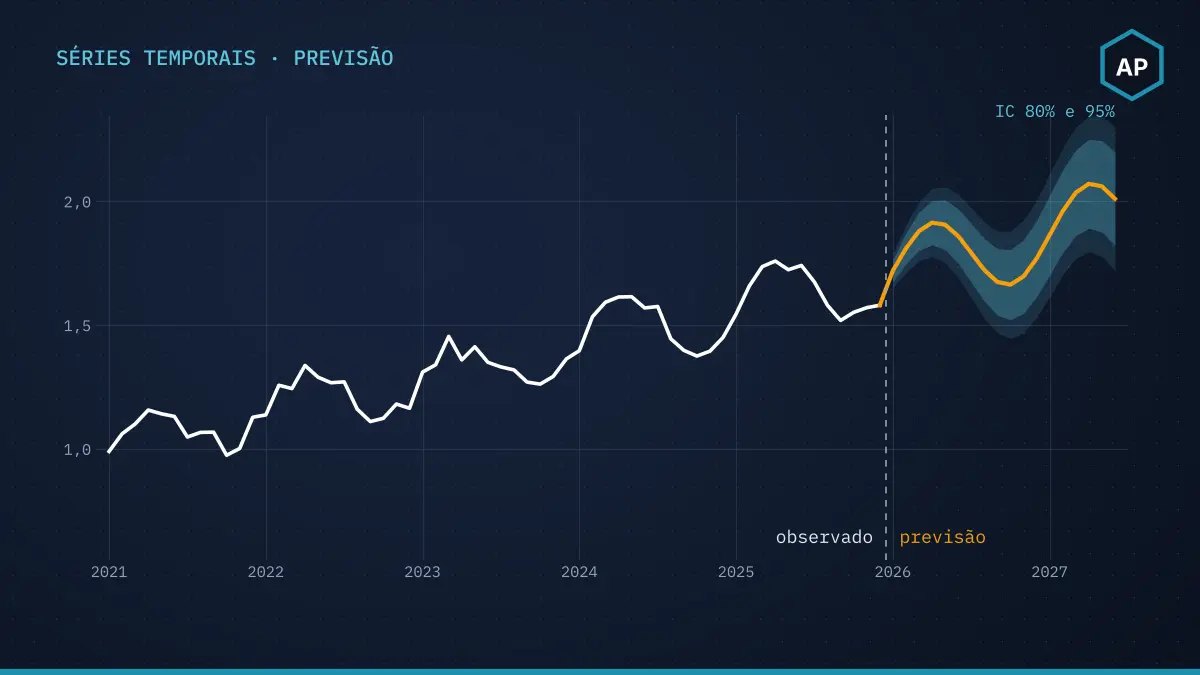 SÉRIES TEMPORAIS · PREVISÃO
AP
IC 80% e 95%
2,0
1,5
1,0
observado
previsão
2021
2022
2023
2024
2025
2026
2027